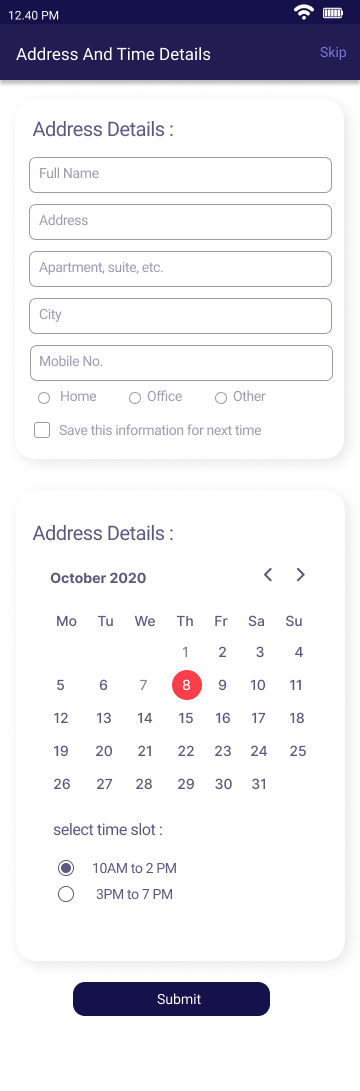 12.40 PM
Address And Time Details
Skip
Address Details :
Full Name
Address
Apartment, suite, etc.
City
Mobile No.
Home Office Other
Save this information for next time
Address Details :
October 2020
Mo Tu We Th Fr Sa Su
1 2 3 4
5 6 7 8 9 10 11
12 13 14 15 16 17 18
19 20 21 22 23 24 25
26 27 28 29 30 31
select time slot :
10AM to 2 PM
3PM to 7 PM
Submit